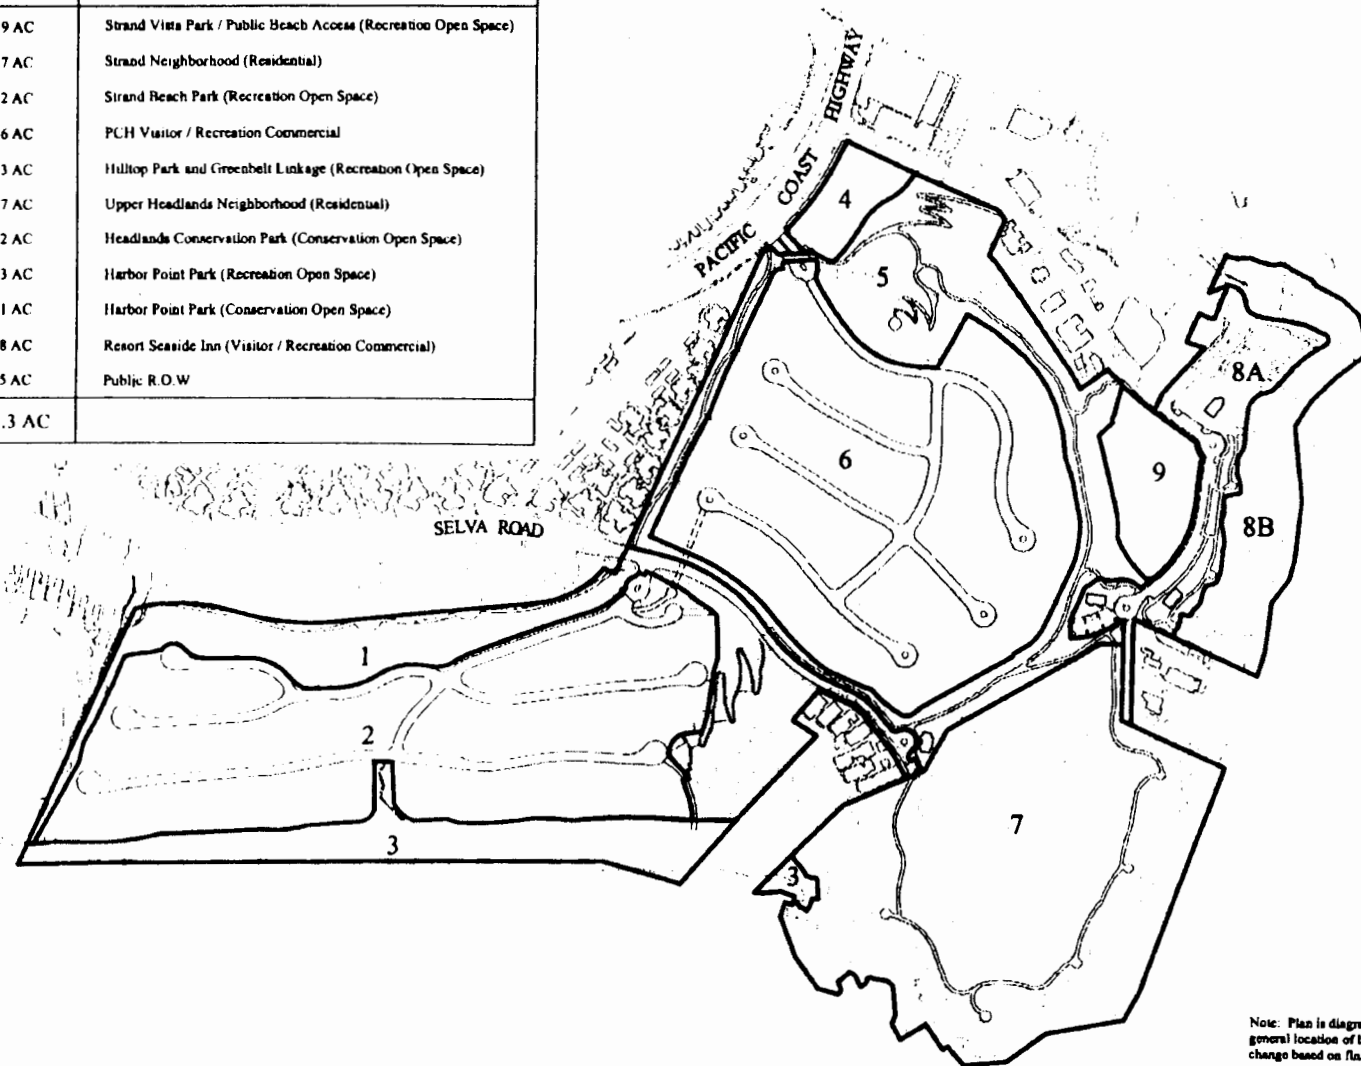 9 AC Strand Vista Park / Public Beach Access (Recreation Open Space)
7 AC Strand Neighborhood (Residential)
2 AC Strand Beach Park (Recreation Open Space)
6 AC PCH Visitor / Recreation Commercial
3 AC Hilltop Park and Greenbelt Linkage (Recreation Open Space)
7 AC Upper Headlands Neighborhood (Residential)
2 AC Headlands Conservation Park (Conservation Open Space)
3 AC Harbor Point Park (Recreation Open Space)
1 AC Harbor Point Park (Conservation Open Space)
8 AC Resort Seaside Inn (Visitor / Recreation Commercial)
5 AC Public R.O.W
.3 AC
PACIFIC COAST HIGHWAY
4
5
8A
6
9
SELVA ROAD
8B
1
2
7
3
3
Note: Plan is
general location of
change based on